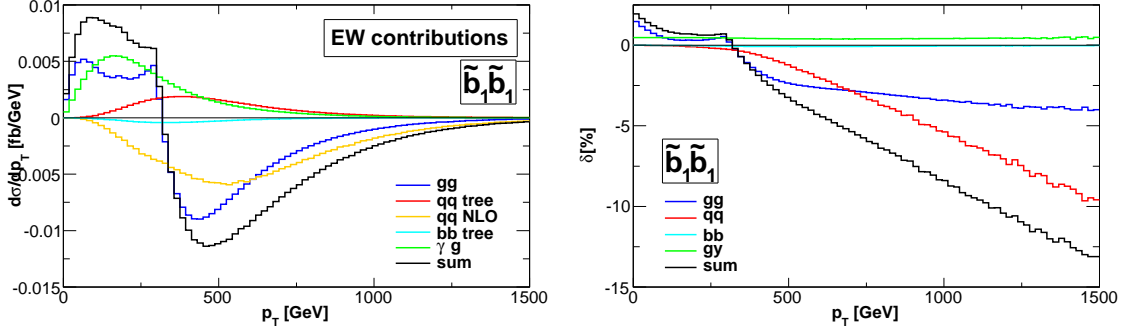 0.01
0.005
0
0.005
-0.01
-0.015
dσ/dp_T [fb/GeV]
EW contributions
b̃₁b̃₁
gg
qq tree
qq NLO
bb tree
γ g
sum
0 500 1000 1500
p_T [GeV]
0
-5
-10
-15
δ[%]
b̃₁b̃₁
gg
qq
bb
gγ
sum
0 500 1000 1500
p_T [GeV]